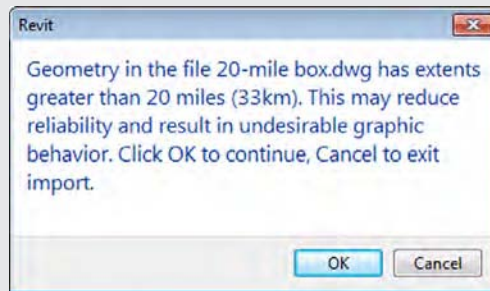 Revit
Geometry in the file 20-mile box.dwg has extents
greater than 20 miles (33km). This may reduce
reliability and result in undesirable graphic
behavior. Click OK to continue, Cancel to exit
import.
OK Cancel